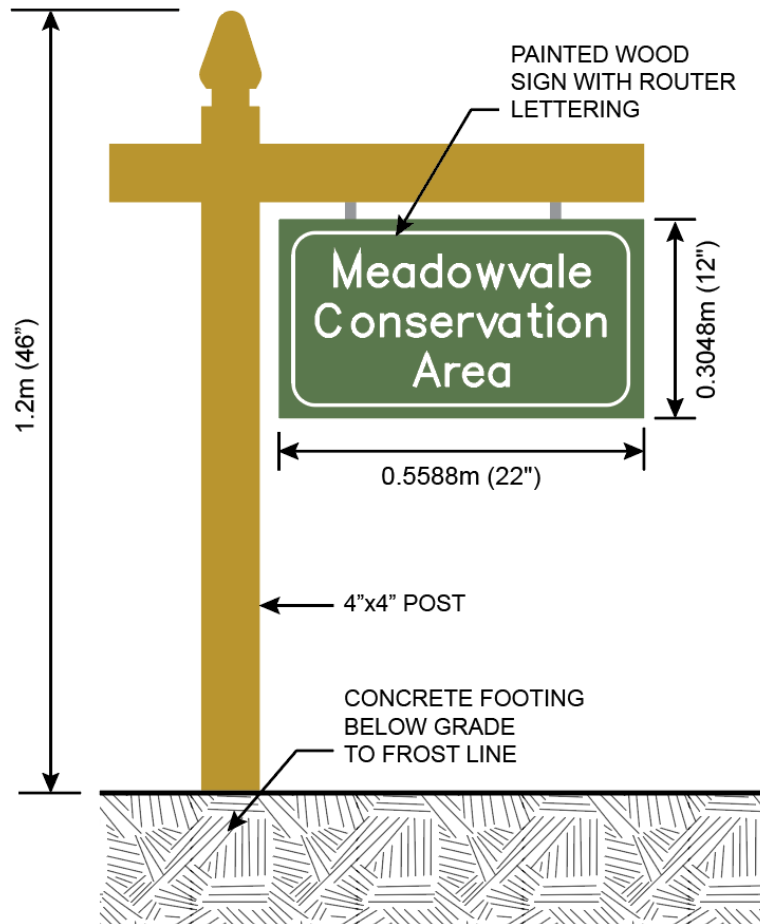 PAINTED WOOD
SIGN WITH ROUTER
LETTERING
Meadowvale
Conservation
Area
0.3048m (12")
0.5588m (22")
1.2m (46”)
4”x4” POST
CONCRETE FOOTING
BELOW GRADE
TO FROST LINE